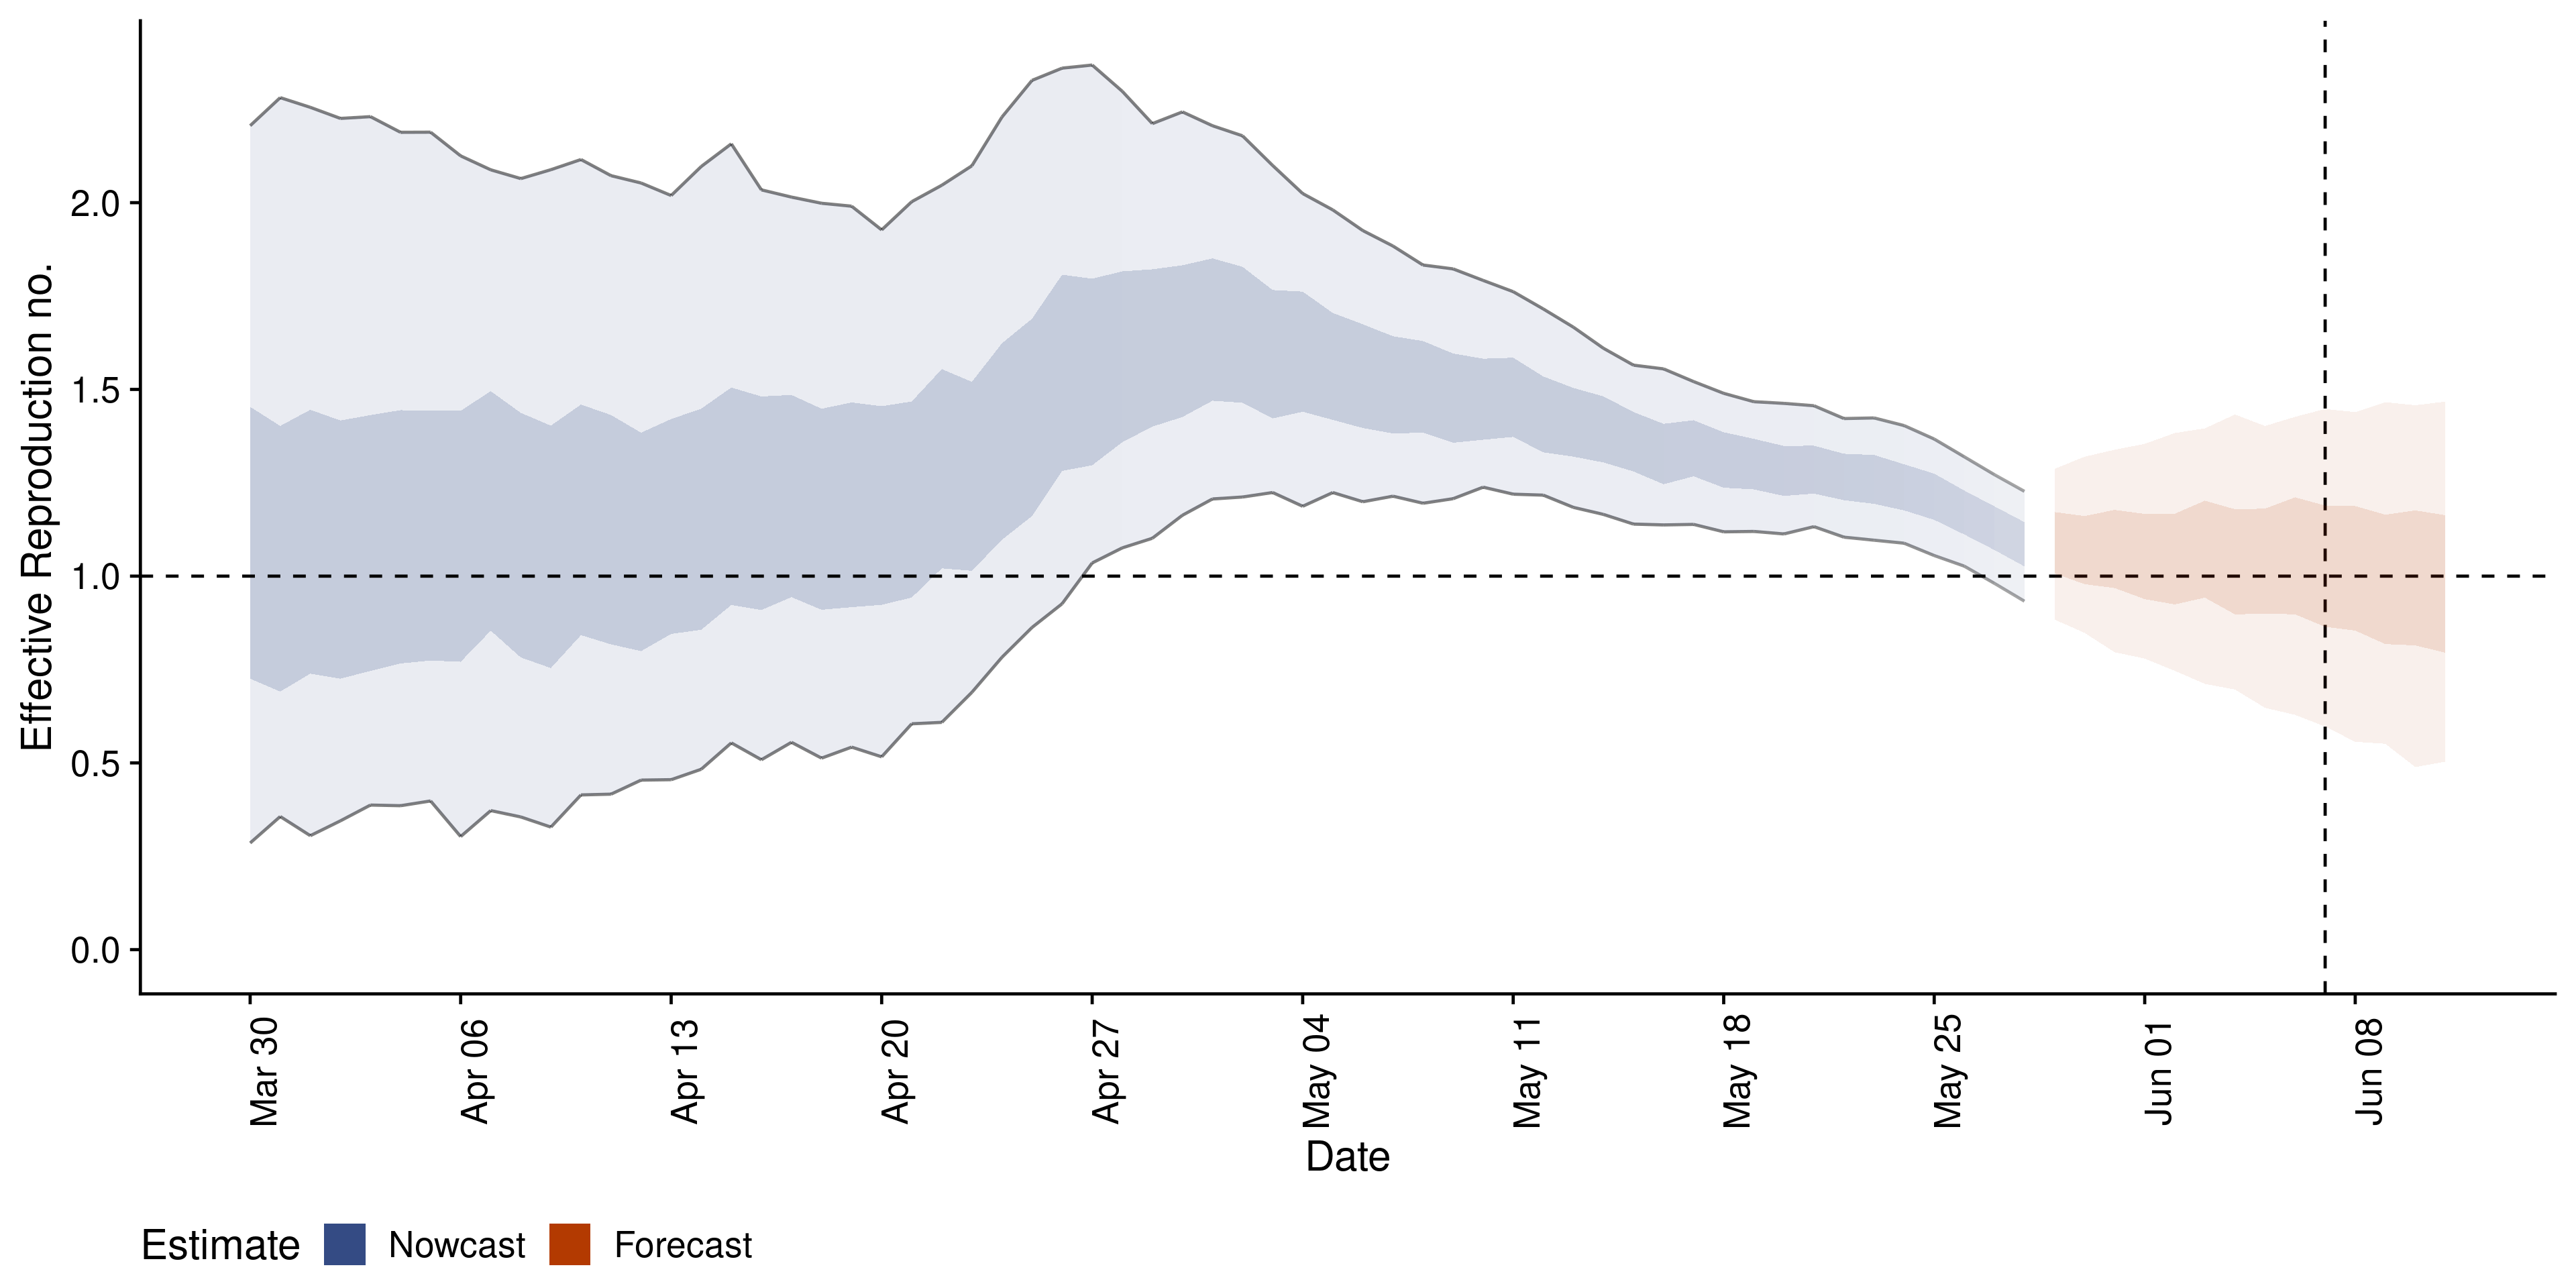 Effective Reproduction no.
2.0
1.5
1.0
0.5
0.0
Mar 30
Apr 06
Apr 13
Apr 20
Apr 27
May 04
May 11
May 18
May 25
Jun 01
Jun 08
Date
Estimate Nowcast Forecast